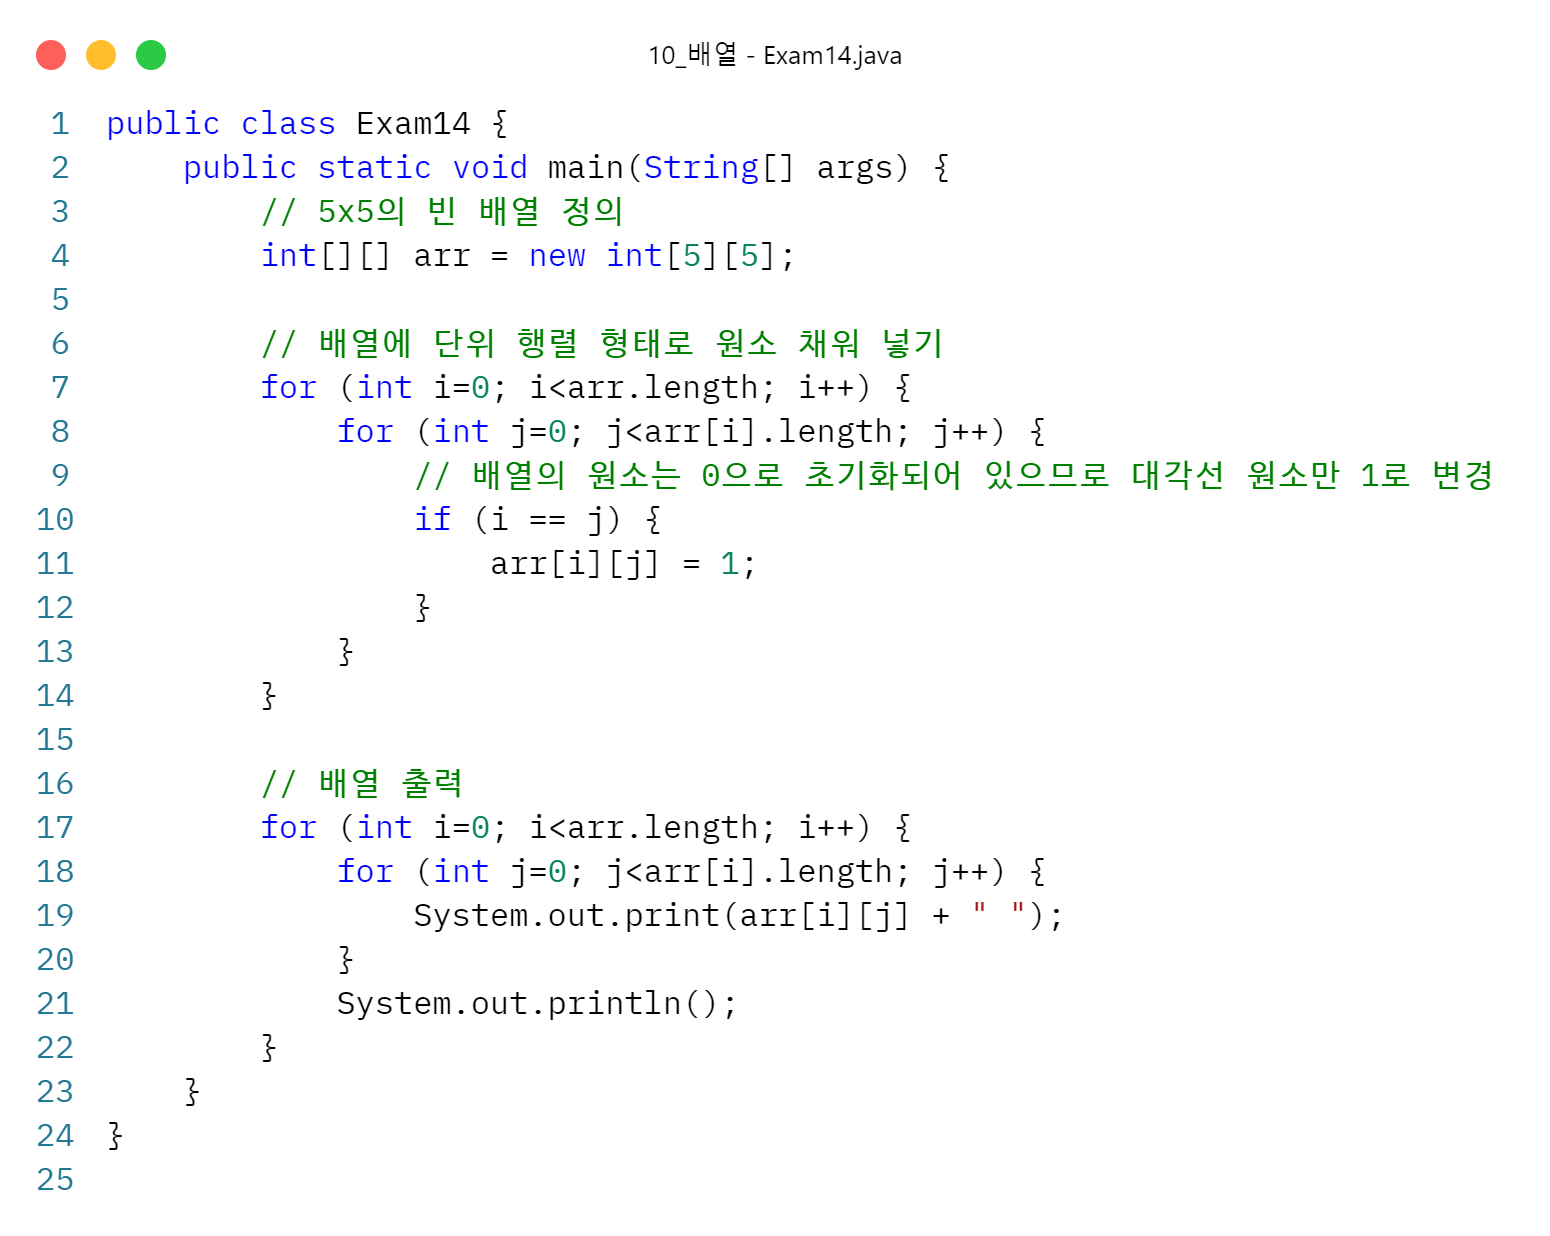 10_배열 - Exam14.java
1 public class Exam14 {
2     public static void main(String[] args) {
3         // 5x5의 빈 배열 정의
4         int[][] arr = new int[5][5];
5
6         // 배열에 단위 행렬 형태로 원소 채워 넣기
7         for (int i=0; i<arr.length; i++) {
8             for (int j=0; j<arr[i].length; j++) {
9                 // 배열의 원소는 0으로 초기화되어 있으므로 대각선 원소만 1로 변경
10                 if (i == j) {
11                     arr[i][j] = 1;
12                 }
13             }
14         }
15
16         // 배열 출력
17         for (int i=0; i<arr.length; i++) {
18             for (int j=0; j<arr[i].length; j++) {
19                 System.out.print(arr[i][j] + " ");
20             }
21             System.out.println();
22         }
23     }
24 }
25